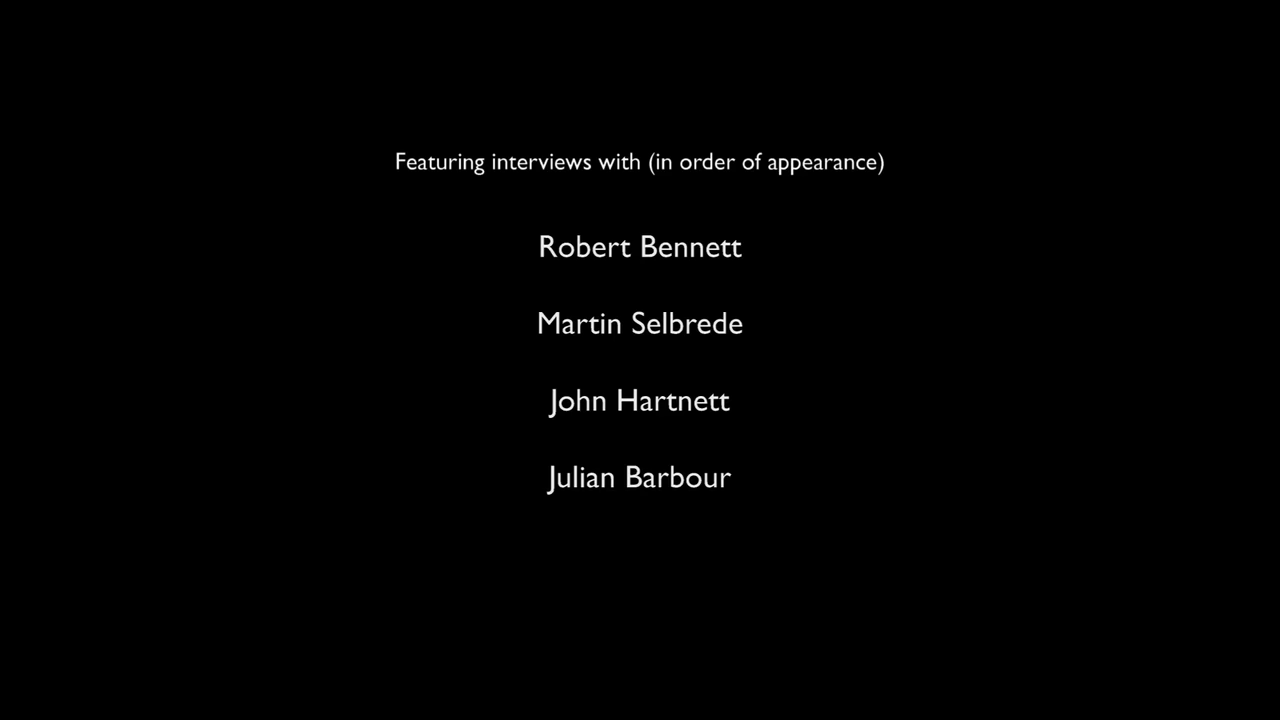 Featuring interviews with (in order of appearance)
Robert Bennett
Martin Selbrede
John Hartnett
Julian Barbour